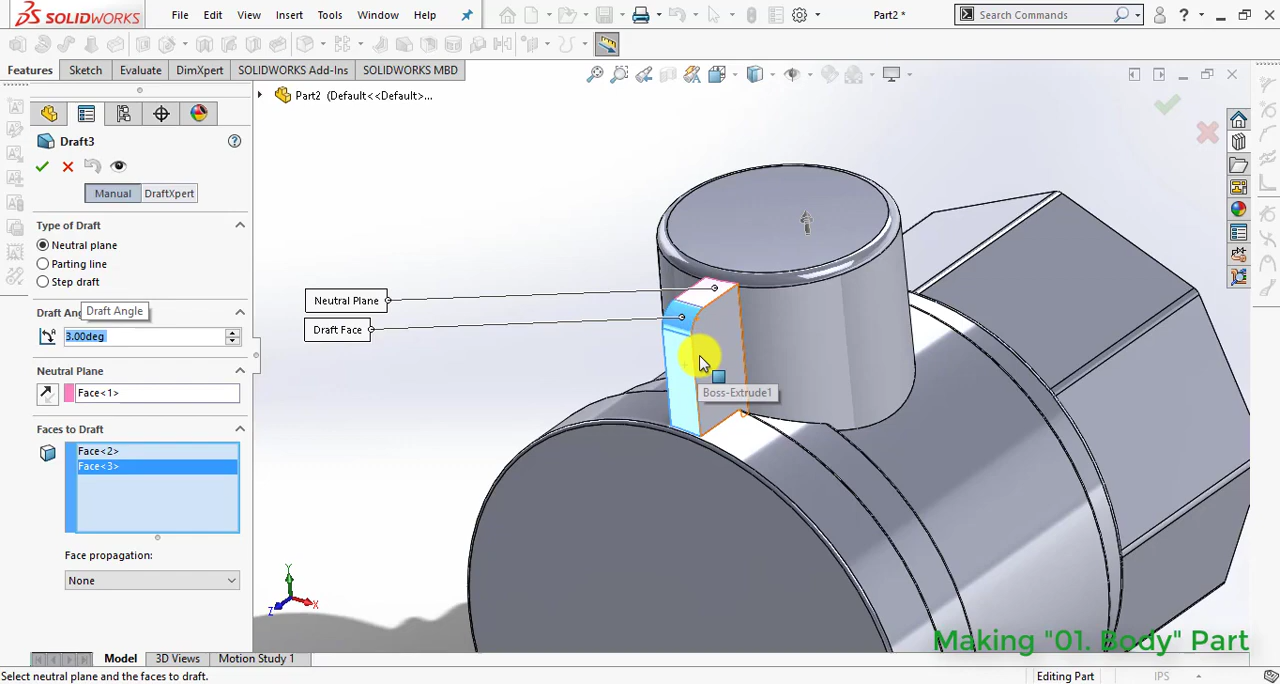 SOLIDWORKS File Edit View Insert Tools Window Help Part2 * Search Commands ?
Features Sketch Evaluate DimXpert SOLIDWORKS Add-Ins SOLIDWORKS MBD
Part2 (Default<<Default>...
Draft3
Manual DraftXpert
Type of Draft
Neutral plane
Parting line
Step draft
Draft Ang
Draft Angle
3.00deg
Neutral Plane
Face<1>
Faces to Draft
Face<2>
Face<3>
Face propagation:
None
Neutral Plane
Draft Face
Boss-Extrude1
Y
Z X
Making "01. Body" Part
Model 3D Views Motion Study 1
Select neutral plane and the faces to draft. Editing Part IPS